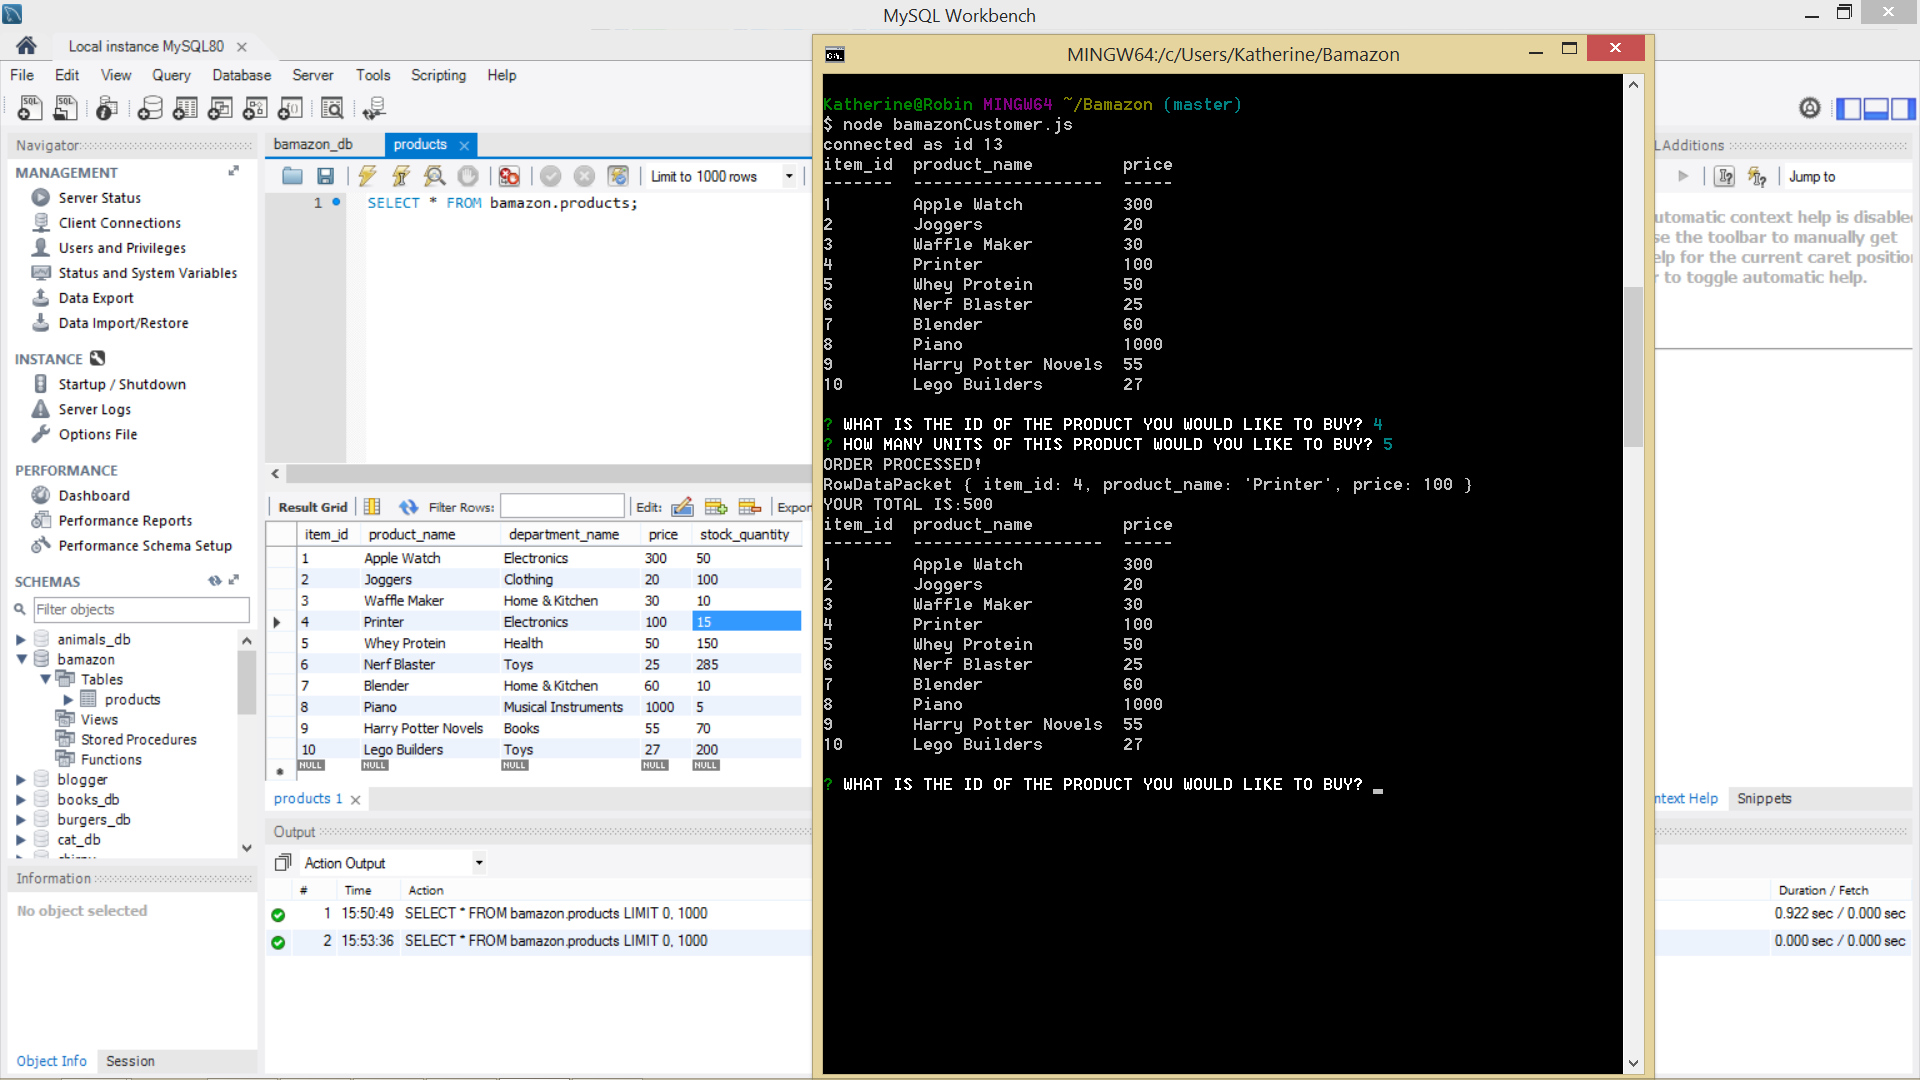 MySQL Workbench
Local instance MySQL80
File Edit View Query Database Server Tools Scripting Help
Navigator
MANAGEMENT
Server Status
Client Connections
Users and Privileges
Status and System Variables
Data Export
Data Import/Restore
INSTANCE
Startup / Shutdown
Server Logs
Options File
PERFORMANCE
Dashboard
Performance Reports
Performance Schema Setup
SCHEMAS
Filter objects
animals_db
bamazon
Tables
products
Views
Stored Procedures
Functions
blogger
books_db
burgers_db
cat_db
Information
No object selected
Object Info Session
bamazon_db products
Limit to 1000 rows
1 SELECT * FROM bamazon.products;
Result Grid Filter Rows: Edit: Expor
item_id product_name department_name price stock_quantity
1 Apple Watch Electronics 300 50
2 Joggers Clothing 20 100
3 Waffle Maker Home & Kitchen 30 10
4 Printer Electronics 100 15
5 Whey Protein Health 50 150
6 Nerf Blaster Toys 25 285
7 Blender Home & Kitchen 60 10
8 Piano Musical Instruments 1000 5
9 Harry Potter Novels Books 55 70
10 Lego Builders Toys 27 200
NULL NULL NULL NULL NULL
products 1
Output
Action Output
# Time Action
1 15:50:49 SELECT * FROM bamazon.products LIMIT 0, 1000
2 15:53:36 SELECT * FROM bamazon.products LIMIT 0, 1000
MINGW64:/c/Users/Katherine/Bamazon
Katherine@Robin MINGW64 ~/Bamazon (master)
$ node bamazonCustomer.js
connected as id 13
item_id product_name price
------- ------------------- -----
1 Apple Watch 300
2 Joggers 20
3 Waffle Maker 30
4 Printer 100
5 Whey Protein 50
6 Nerf Blaster 25
7 Blender 60
8 Piano 1000
9 Harry Potter Novels 55
10 Lego Builders 27
? WHAT IS THE ID OF THE PRODUCT YOU WOULD LIKE TO BUY? 4
? HOW MANY UNITS OF THIS PRODUCT WOULD YOU LIKE TO BUY? 5
ORDER PROCESSED!
RowDataPacket { item_id: 4, product_name: 'Printer', price: 100 }
YOUR TOTAL IS:500
item_id product_name price
------- ------------------- -----
1 Apple Watch 300
2 Joggers 20
3 Waffle Maker 30
4 Printer 100
5 Whey Protein 50
6 Nerf Blaster 25
7 Blender 60
8 Piano 1000
9 Harry Potter Novels 55
10 Lego Builders 27
? WHAT IS THE ID OF THE PRODUCT YOU WOULD LIKE TO BUY?
LAdditions
Jump to
utomatic context help is disable
se the toolbar to manually get
elp for the current caret positio
r to toggle automatic help.
ntext Help Snippets
Duration / Fetch
0.922 sec / 0.000 sec
0.000 sec / 0.000 sec